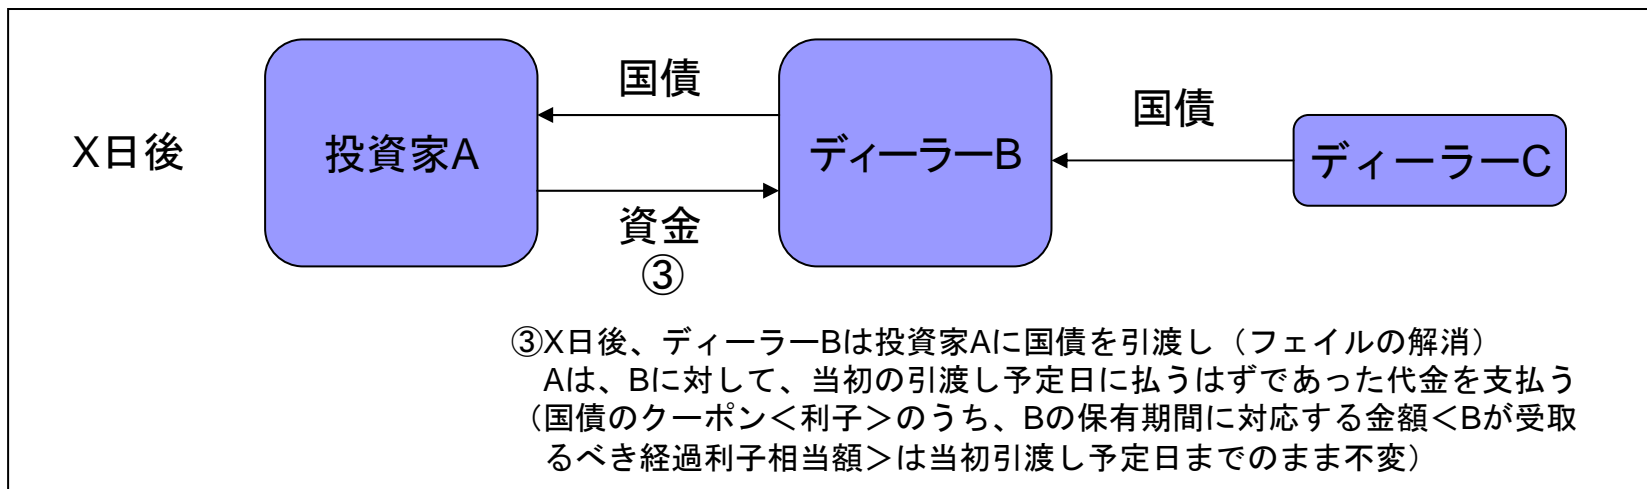 X日後
投資家A
国債
資金
③
ディーラーB
国債
ディーラーC
③X日後、ディーラーBは投資家Aに国債を引渡し（フェイルの解消）
Aは、Bに対して、当初の引渡し予定日に払うはずであった代金を支払う
（国債のクーポン＜利子＞のうち、Bの保有期間に対応する金額＜Bが受取
るべき経過利子相当額＞は当初引渡し予定日までのまま不変）